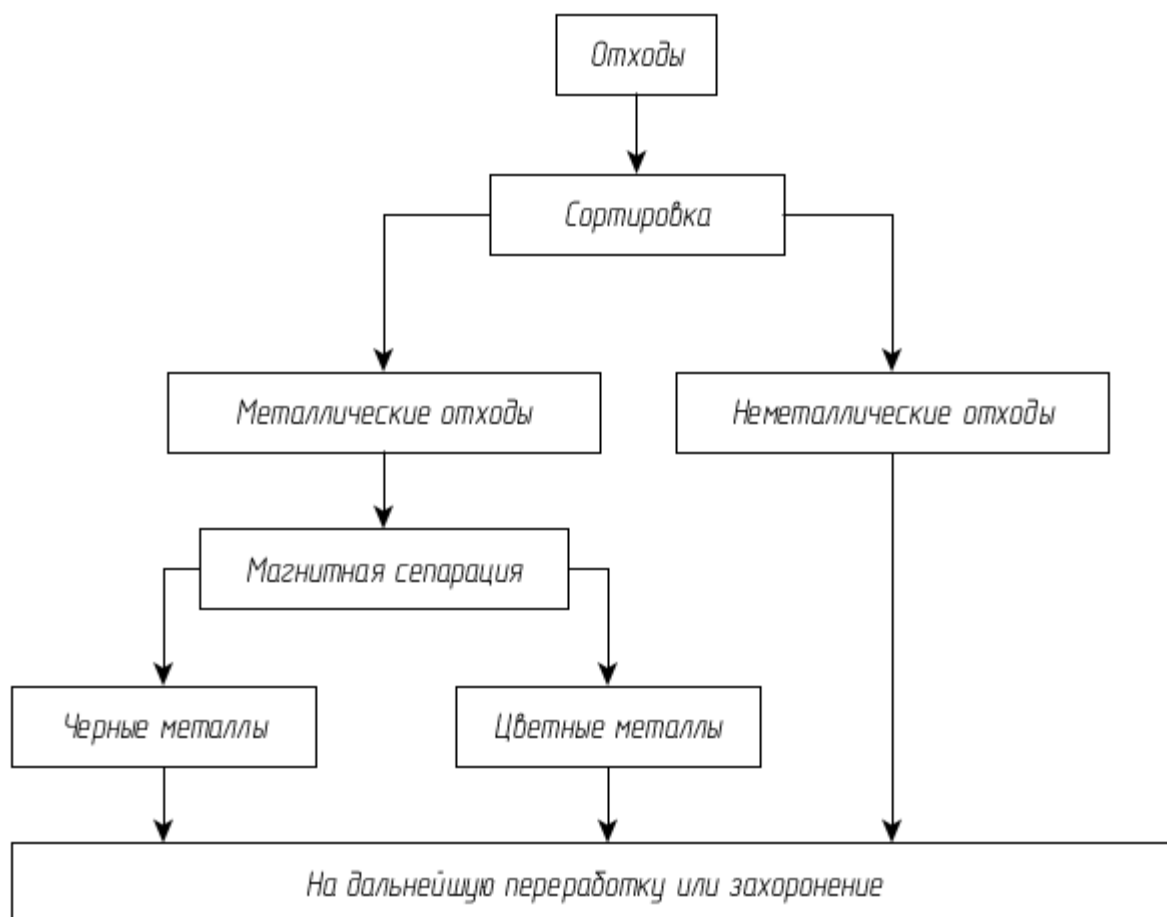 Отходы
Сортировка
Металлические отходы
Неметаллические отходы
Магнитная сепарация
Черные металлы
Цветные металлы
На дальнейшую переработку или захоронение